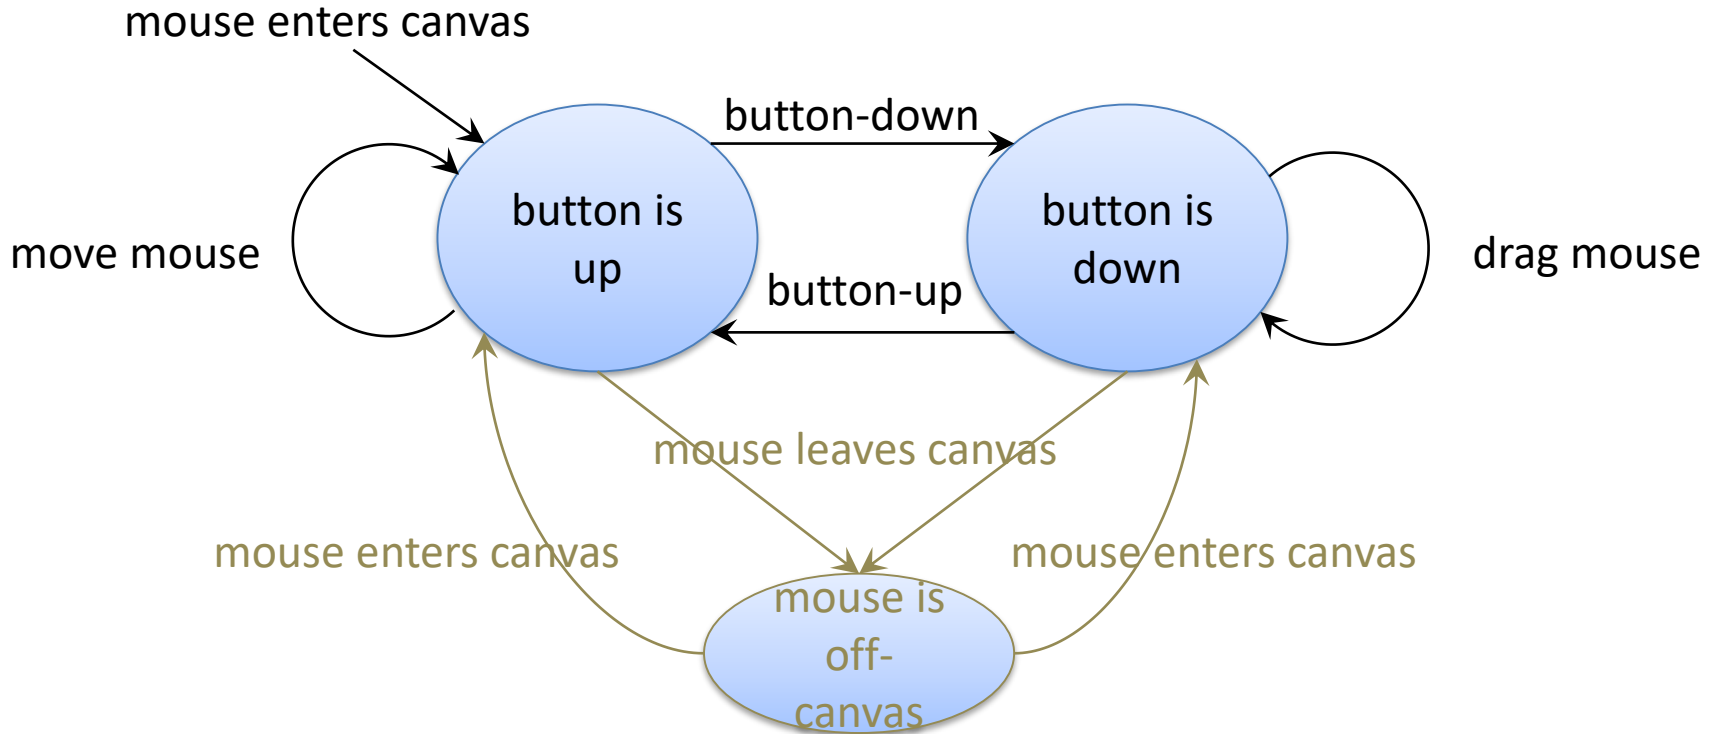 mouse enters canvas
button-down
button is
up
button is
down
move mouse
drag mouse
button-up
mouse leaves canvas
mouse enters canvas
mouse enters canvas
mouse is
off-
canvas